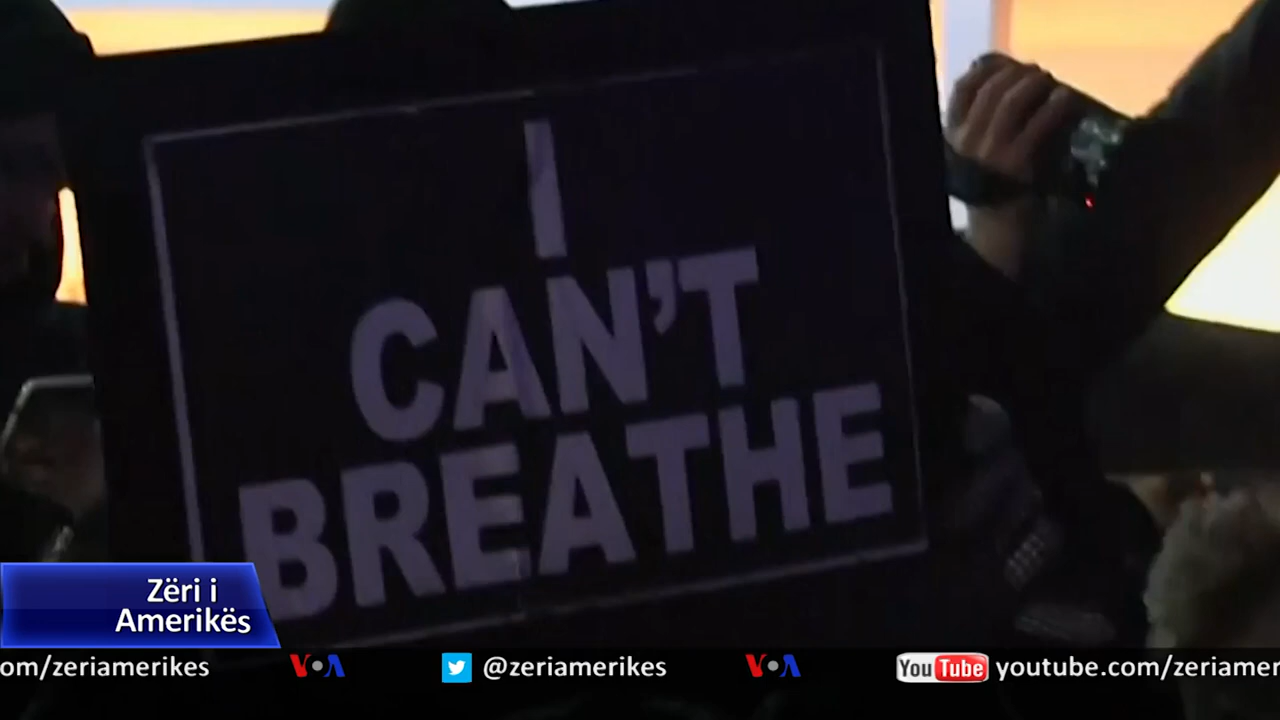 I
CAN'T
BREATHE
Zëri i
Amerikës
om/zeriamerikes
VOA
@zeriamerikes
VOA
YouTube
youtube.com/zeriamer